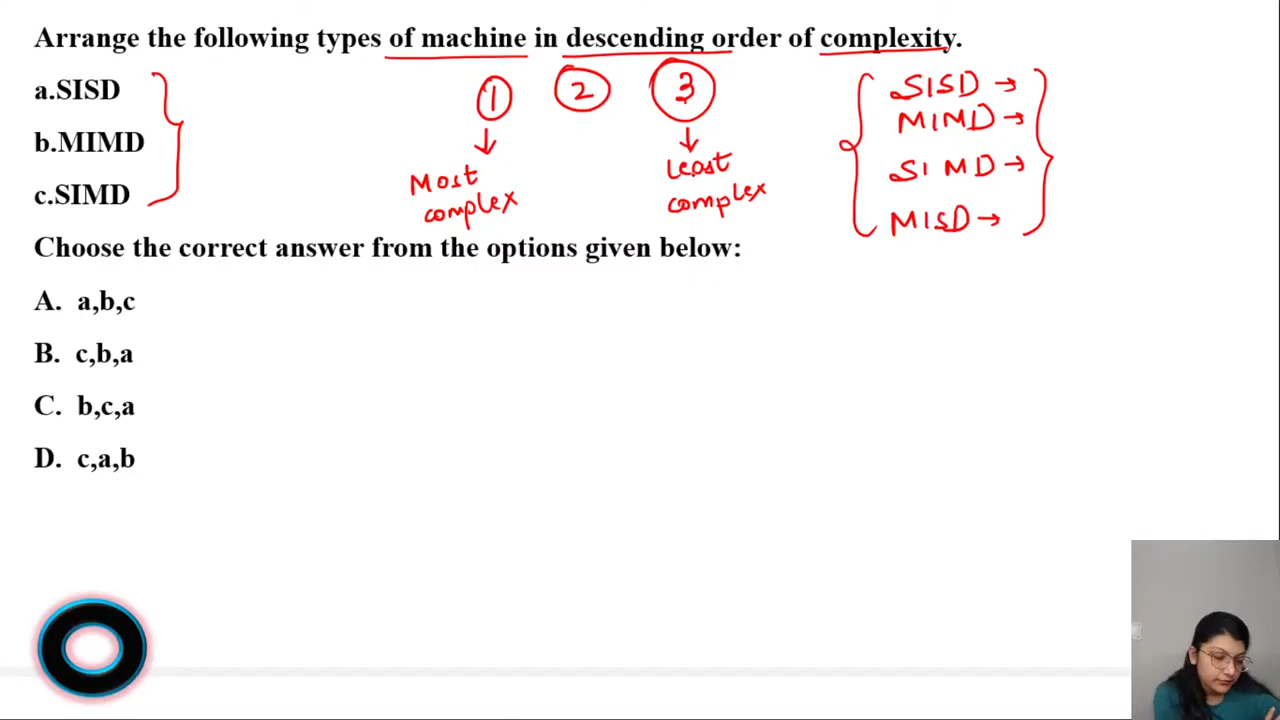 Arrange the following types of machine in descending order of complexity.
a.SISD
b.MIMD
c.SIMD
1 2 3
Most complex
Least complex
SISD →
MIMD →
SIMD →
MISD →
Choose the correct answer from the options given below:
A. a,b,c
B. c,b,a
C. b,c,a
D. c,a,b